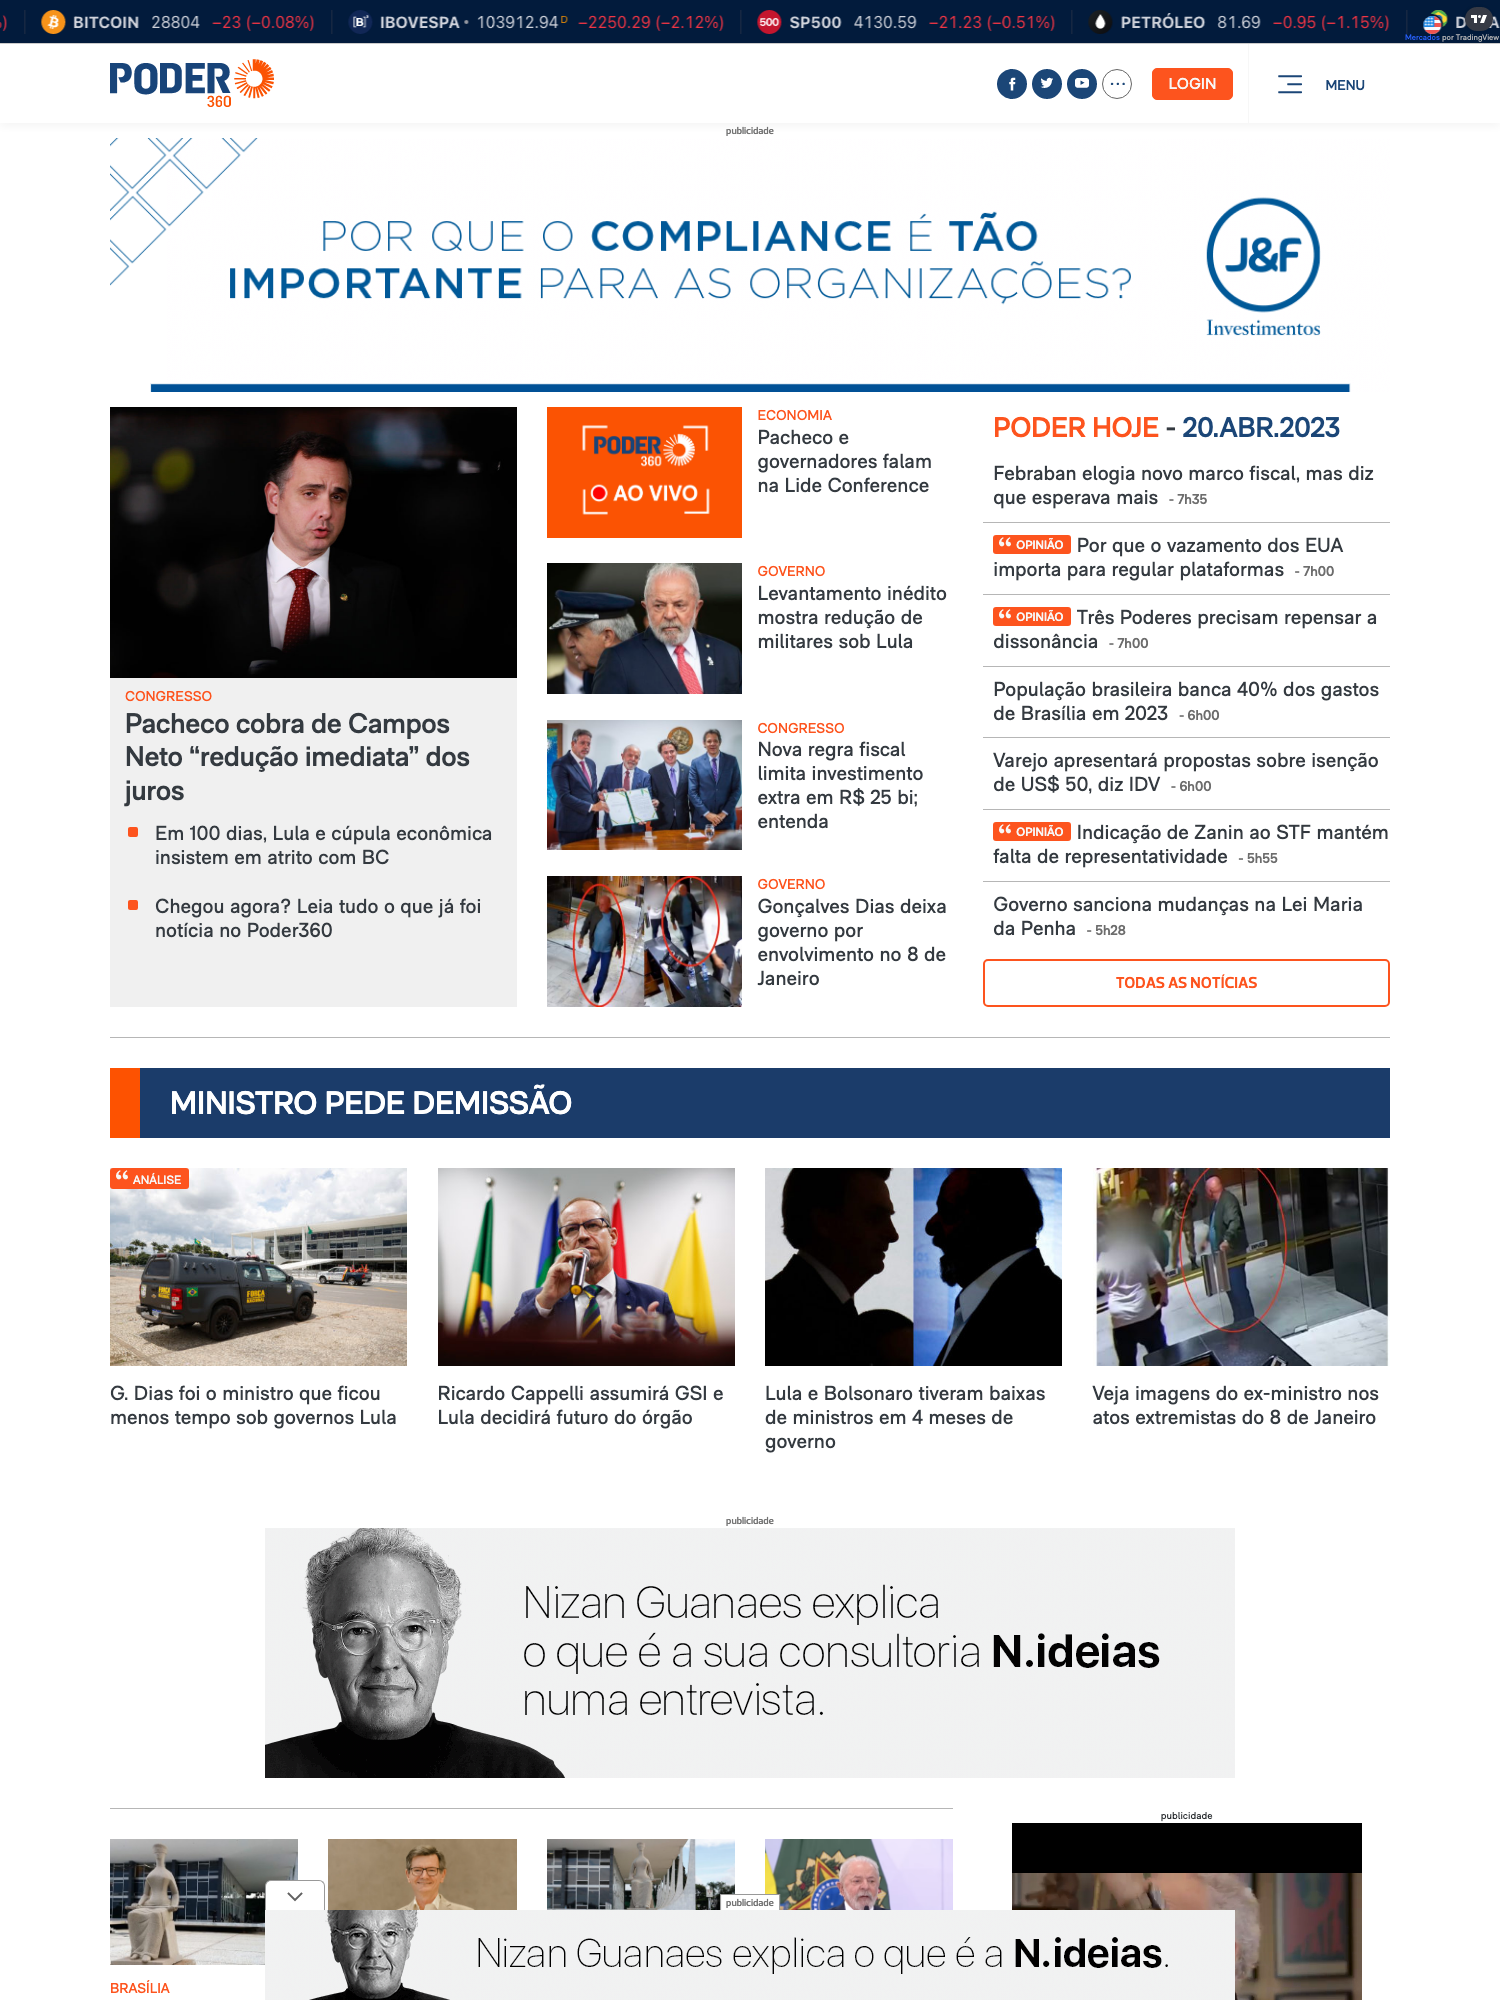 BITCOIN 28804 −23 (−0.08%)
IBOVESPA • 103912.94 D −2250.29 (−2.12%)
500 SP500 4130.59 −21.23 (−0.51%)
PETRÓLEO 81.69 −0.95 (−1.15%)
Mercados por TradingView
PODER
360
LOGIN
MENU
publicidade
POR QUE O COMPLIANCE É TÃO
IMPORTANTE PARA AS ORGANIZAÇÕES?
J&F
Investimentos
CONGRESSO
Pacheco cobra de Campos
Neto “redução imediata” dos
juros
Em 100 dias, Lula e cúpula econômica
insistem em atrito com BC
Chegou agora? Leia tudo o que já foi
notícia no Poder360
PODER
360
AO VIVO
ECONOMIA
Pacheco e
governadores falam
na Lide Conference
GOVERNO
Levantamento inédito
mostra redução de
militares sob Lula
CONGRESSO
Nova regra fiscal
limita investimento
extra em R$ 25 bi;
entenda
GOVERNO
Gonçalves Dias deixa
governo por
envolvimento no 8 de
Janeiro
PODER HOJE - 20.ABR.2023
Febraban elogia novo marco fiscal, mas diz
que esperava mais - 7h35
“ OPINIÃO Por que o vazamento dos EUA
importa para regular plataformas - 7h00
“ OPINIÃO Três Poderes precisam repensar a
dissonância - 7h00
População brasileira banca 40% dos gastos
de Brasília em 2023 - 6h00
Varejo apresentará propostas sobre isenção
de US$ 50, diz IDV - 6h00
“ OPINIÃO Indicação de Zanin ao STF mantém
falta de representatividade - 5h55
Governo sanciona mudanças na Lei Maria
da Penha - 5h28
TODAS AS NOTÍCIAS
MINISTRO PEDE DEMISSÃO
“ ANÁLISE
G. Dias foi o ministro que ficou
menos tempo sob governos Lula
Ricardo Cappelli assumirá GSI e
Lula decidirá futuro do órgão
Lula e Bolsonaro tiveram baixas
de ministros em 4 meses de
governo
Veja imagens do ex-ministro nos
atos extremistas do 8 de Janeiro
publicidade
Nizan Guanaes explica
o que é a sua consultoria N.ideias
numa entrevista.
publicidade
publicidade
Nizan Guanaes explica o que é a N.ideias.
BRASÍLIA